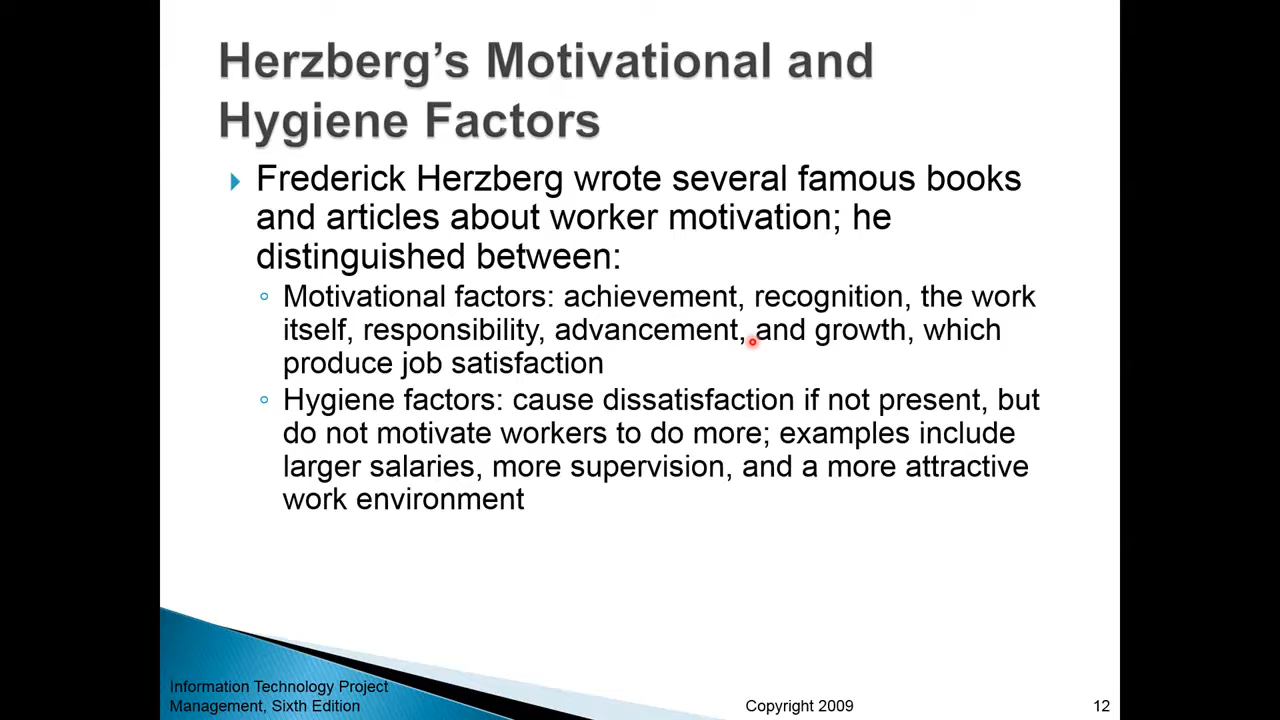 Herzberg's Motivational and
Hygiene Factors
Frederick Herzberg wrote several famous books
and articles about worker motivation; he
distinguished between:
Motivational factors: achievement, recognition, the work
itself, responsibility, advancement, and growth, which
produce job satisfaction
Hygiene factors: cause dissatisfaction if not present, but
do not motivate workers to do more; examples include
larger salaries, more supervision, and a more attractive
work environment
Information Technology Project
Management, Sixth Edition
Copyright 2009
12